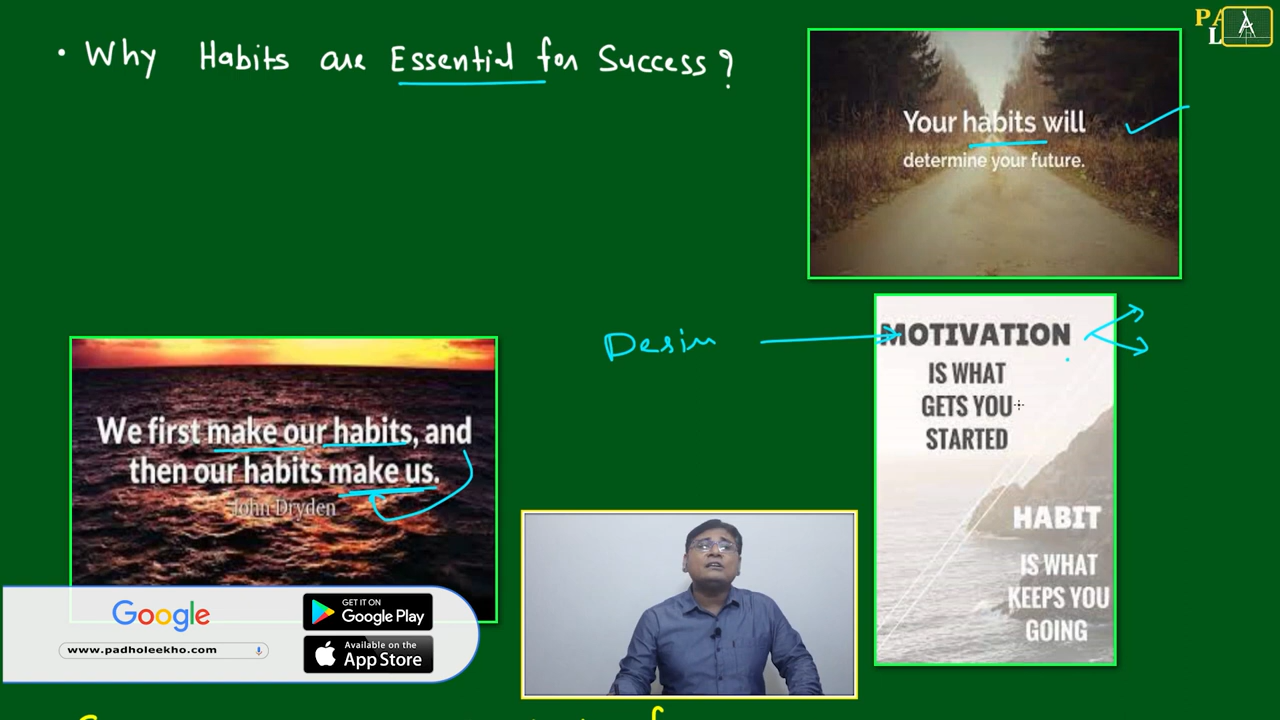 • Why Habits are Essential for Success?
PA
L
Your habits will
determine your future.
Desire
MOTIVATION
IS WHAT
GETS YOU
STARTED
HABIT
IS WHAT
KEEPS YOU
GOING
We first make our habits, and
then our habits make us.
John Dryden
Google
www.padholeekho.com
GET IT ON
Google Play
Available on the
App Store